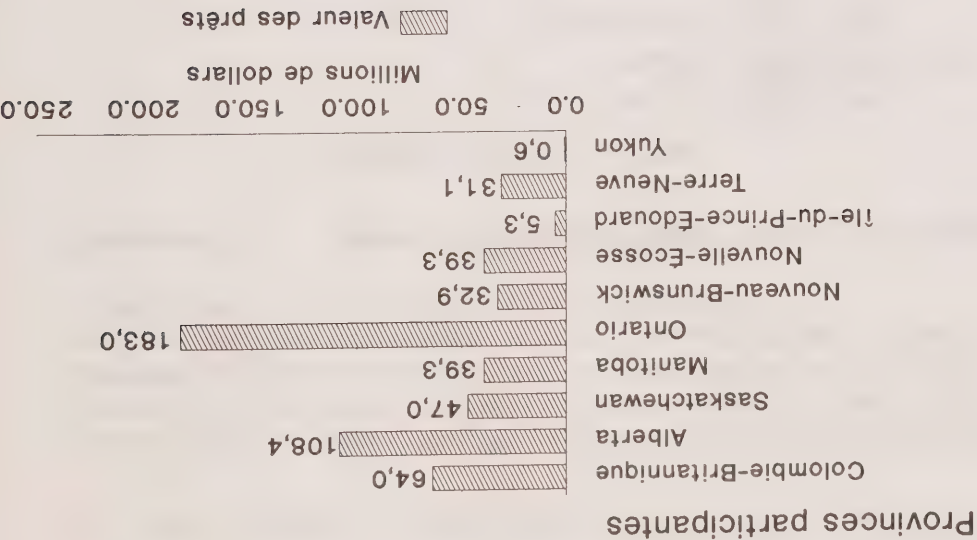 Provinces participantes
Colombie-Britannique 64,0
Alberta 108,4
Saskatchewan 47,0
Manitoba 39,3
Ontario 183,0
Nouveau-Brunswick 32,9
Nouvelle-Écosse 39,3
île-du-Prince-Édouard 5,3
Terre-Neuve 31,1
Yukon 0,6
0.0 50.0 100.0 150.0 200.0 250.0
Millions de dollars
Valeur des prêts